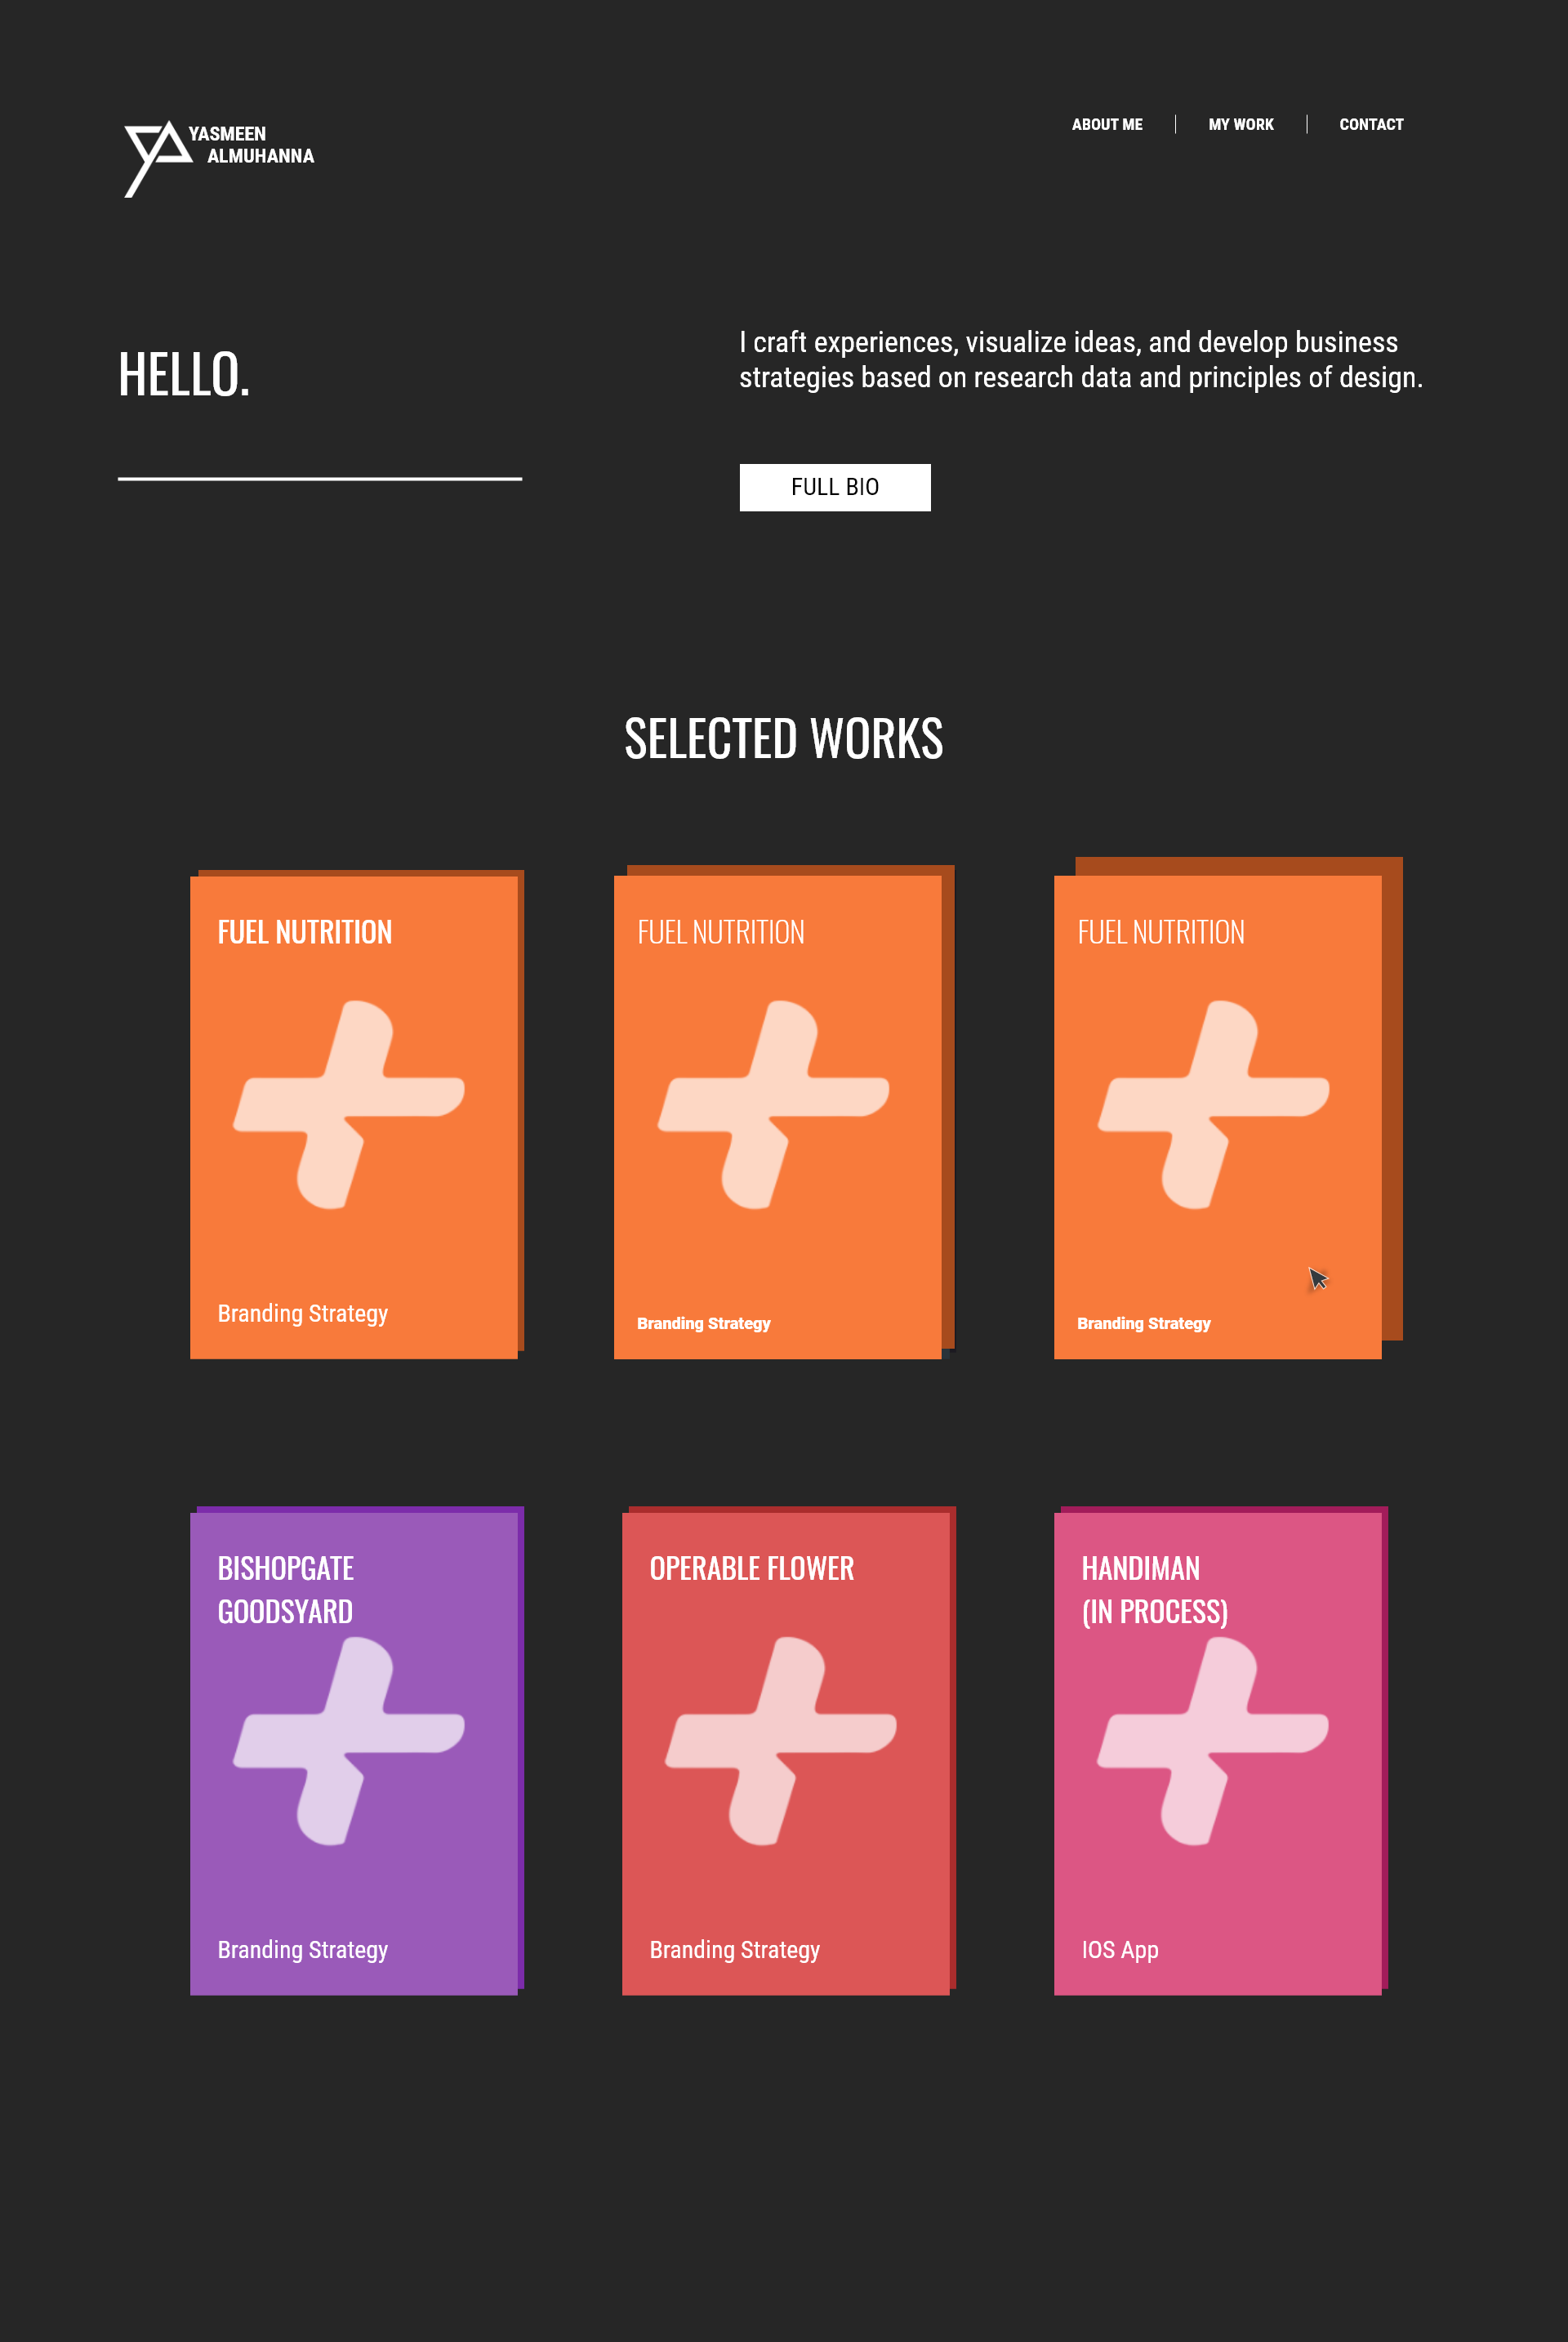 YASMEEN
ALMUHANNA
ABOUT ME
MY WORK
CONTACT
HELLO.
I craft experiences, visualize ideas, and develop business
strategies based on research data and principles of design.
FULL BIO
SELECTED WORKS
FUEL NUTRITION
Branding Strategy
FUEL NUTRITION
Branding Strategy
FUEL NUTRITION
Branding Strategy
BISHOPGATE
GOODSYARD
Branding Strategy
OPERABLE FLOWER
Branding Strategy
HANDIMAN
(IN PROCESS)
IOS App